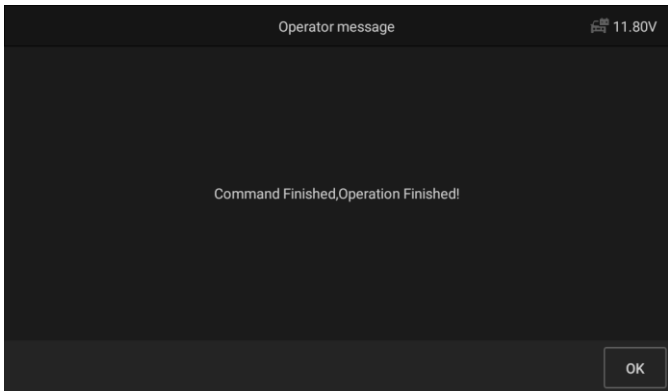 Operator message
11.80V
Command Finished,Operation Finished!
OK